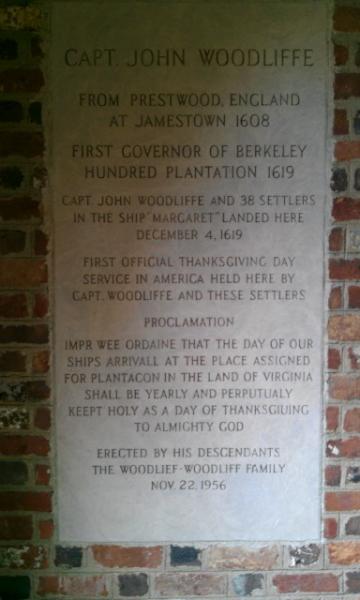 CAPT. JOHN WOODLIFFE
FROM PRESTWOOD, ENGLAND
AT JAMESTOWN 1608
FIRST GOVERNOR OF BERKELEY
HUNDRED PLANTATION 1619
CAPT. JOHN WOODLIFFE AND 38 SETTLERS
IN THE SHIP "MARGARET" LANDED HERE
DECEMBER 4, 1619
FIRST OFFICIAL THANKSGIVING DAY
SERVICE IN AMERICA HELD HERE BY
CAPT. WOODLIFFE AND THESE SETTLERS
PROCLAMATION
IMPR WEE ORDAINE THAT THE DAY OF OUR
SHIPS ARRIVALL AT THE PLACE ASSIGNED
FOR PLANTACON IN THE LAND OF VIRGINIA
SHALL BE YEARLY AND PERPUTUALY
KEEPT HOLY AS A DAY OF THANKSGIUING
TO ALMIGHTY GOD
ERECTED BY HIS DESCENDANTS
THE WOODLIEF-WOODLIFF FAMILY
NOV. 22, 1956